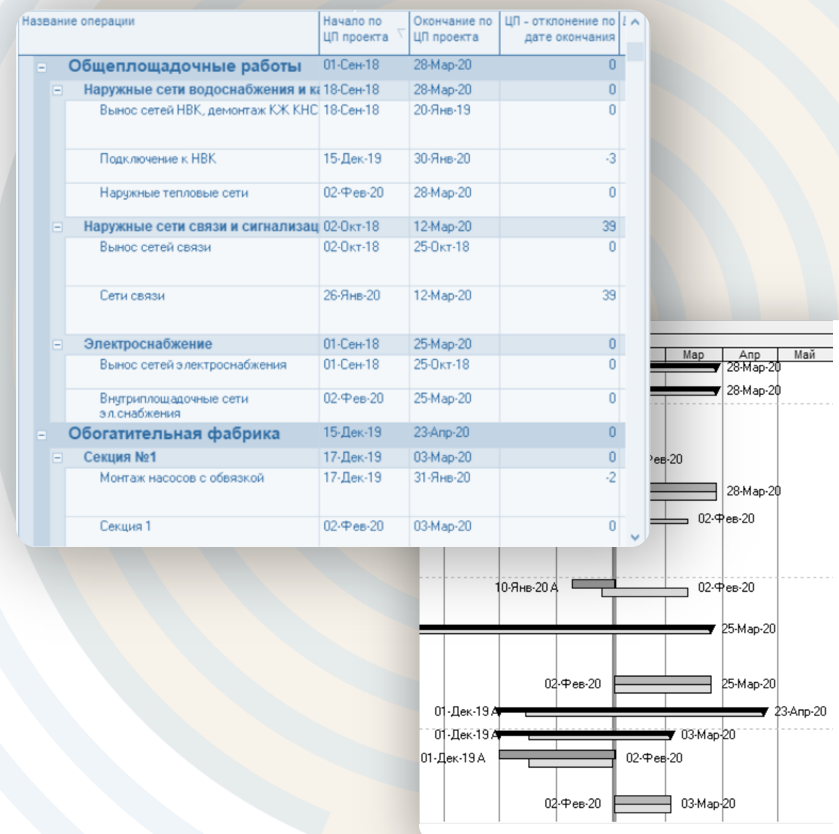 Название операции Начало по Окончание по ЦП - отклонение по
ЦП проекта ЦП проекта дате окончания
Общеплощадочные работы 01-Сен-18 28-Мар-20 0
Наружные сети водоснабжения и ка 18-Сен-18 28-Мар-20 0
Вынос сетей НВК, демонтаж КЖ КНС 18-Сен-18 20-Янв-19 0
Подключение к НВК 15-Дек-19 30-Янв-20 -3
Наружные тепловые сети 02-Фев-20 28-Мар-20 0
Наружные сети связи и сигнализац 02-Окт-18 12-Мар-20 39
Вынос сетей связи 02-Окт-18 25-Окт-18 0
Сети связи 26-Янв-20 12-Мар-20 39
Электроснабжение 01-Сен-18 25-Мар-20 0
Вынос сетей электроснабжения 01-Сен-18 25-Окт-18 0
Внутриплощадочные сети 02-Фев-20 25-Мар-20 0
эл.снабжения
Обогатительная фабрика 15-Дек-19 23-Апр-20 0
Секция №1 17-Дек-19 03-Мар-20 0
Монтаж насосов с обвязкой 17-Дек-19 31-Янв-20 -2
Секция 1 02-Фев-20 03-Мар-20 0
Мар Апр Май
28-Мар-20
28-Мар-20
Фев-20
28-Мар-20
02-Фев-20
10-Янв-20 А 02-Фев-20
25-Мар-20
02-Фев-20 25-Мар-20
01-Дек-19 А 23-Апр-20
01-Дек-19 А 03-Мар-20
01-Дек-19 А 02-Фев-20
02-Фев-20 03-Мар-20